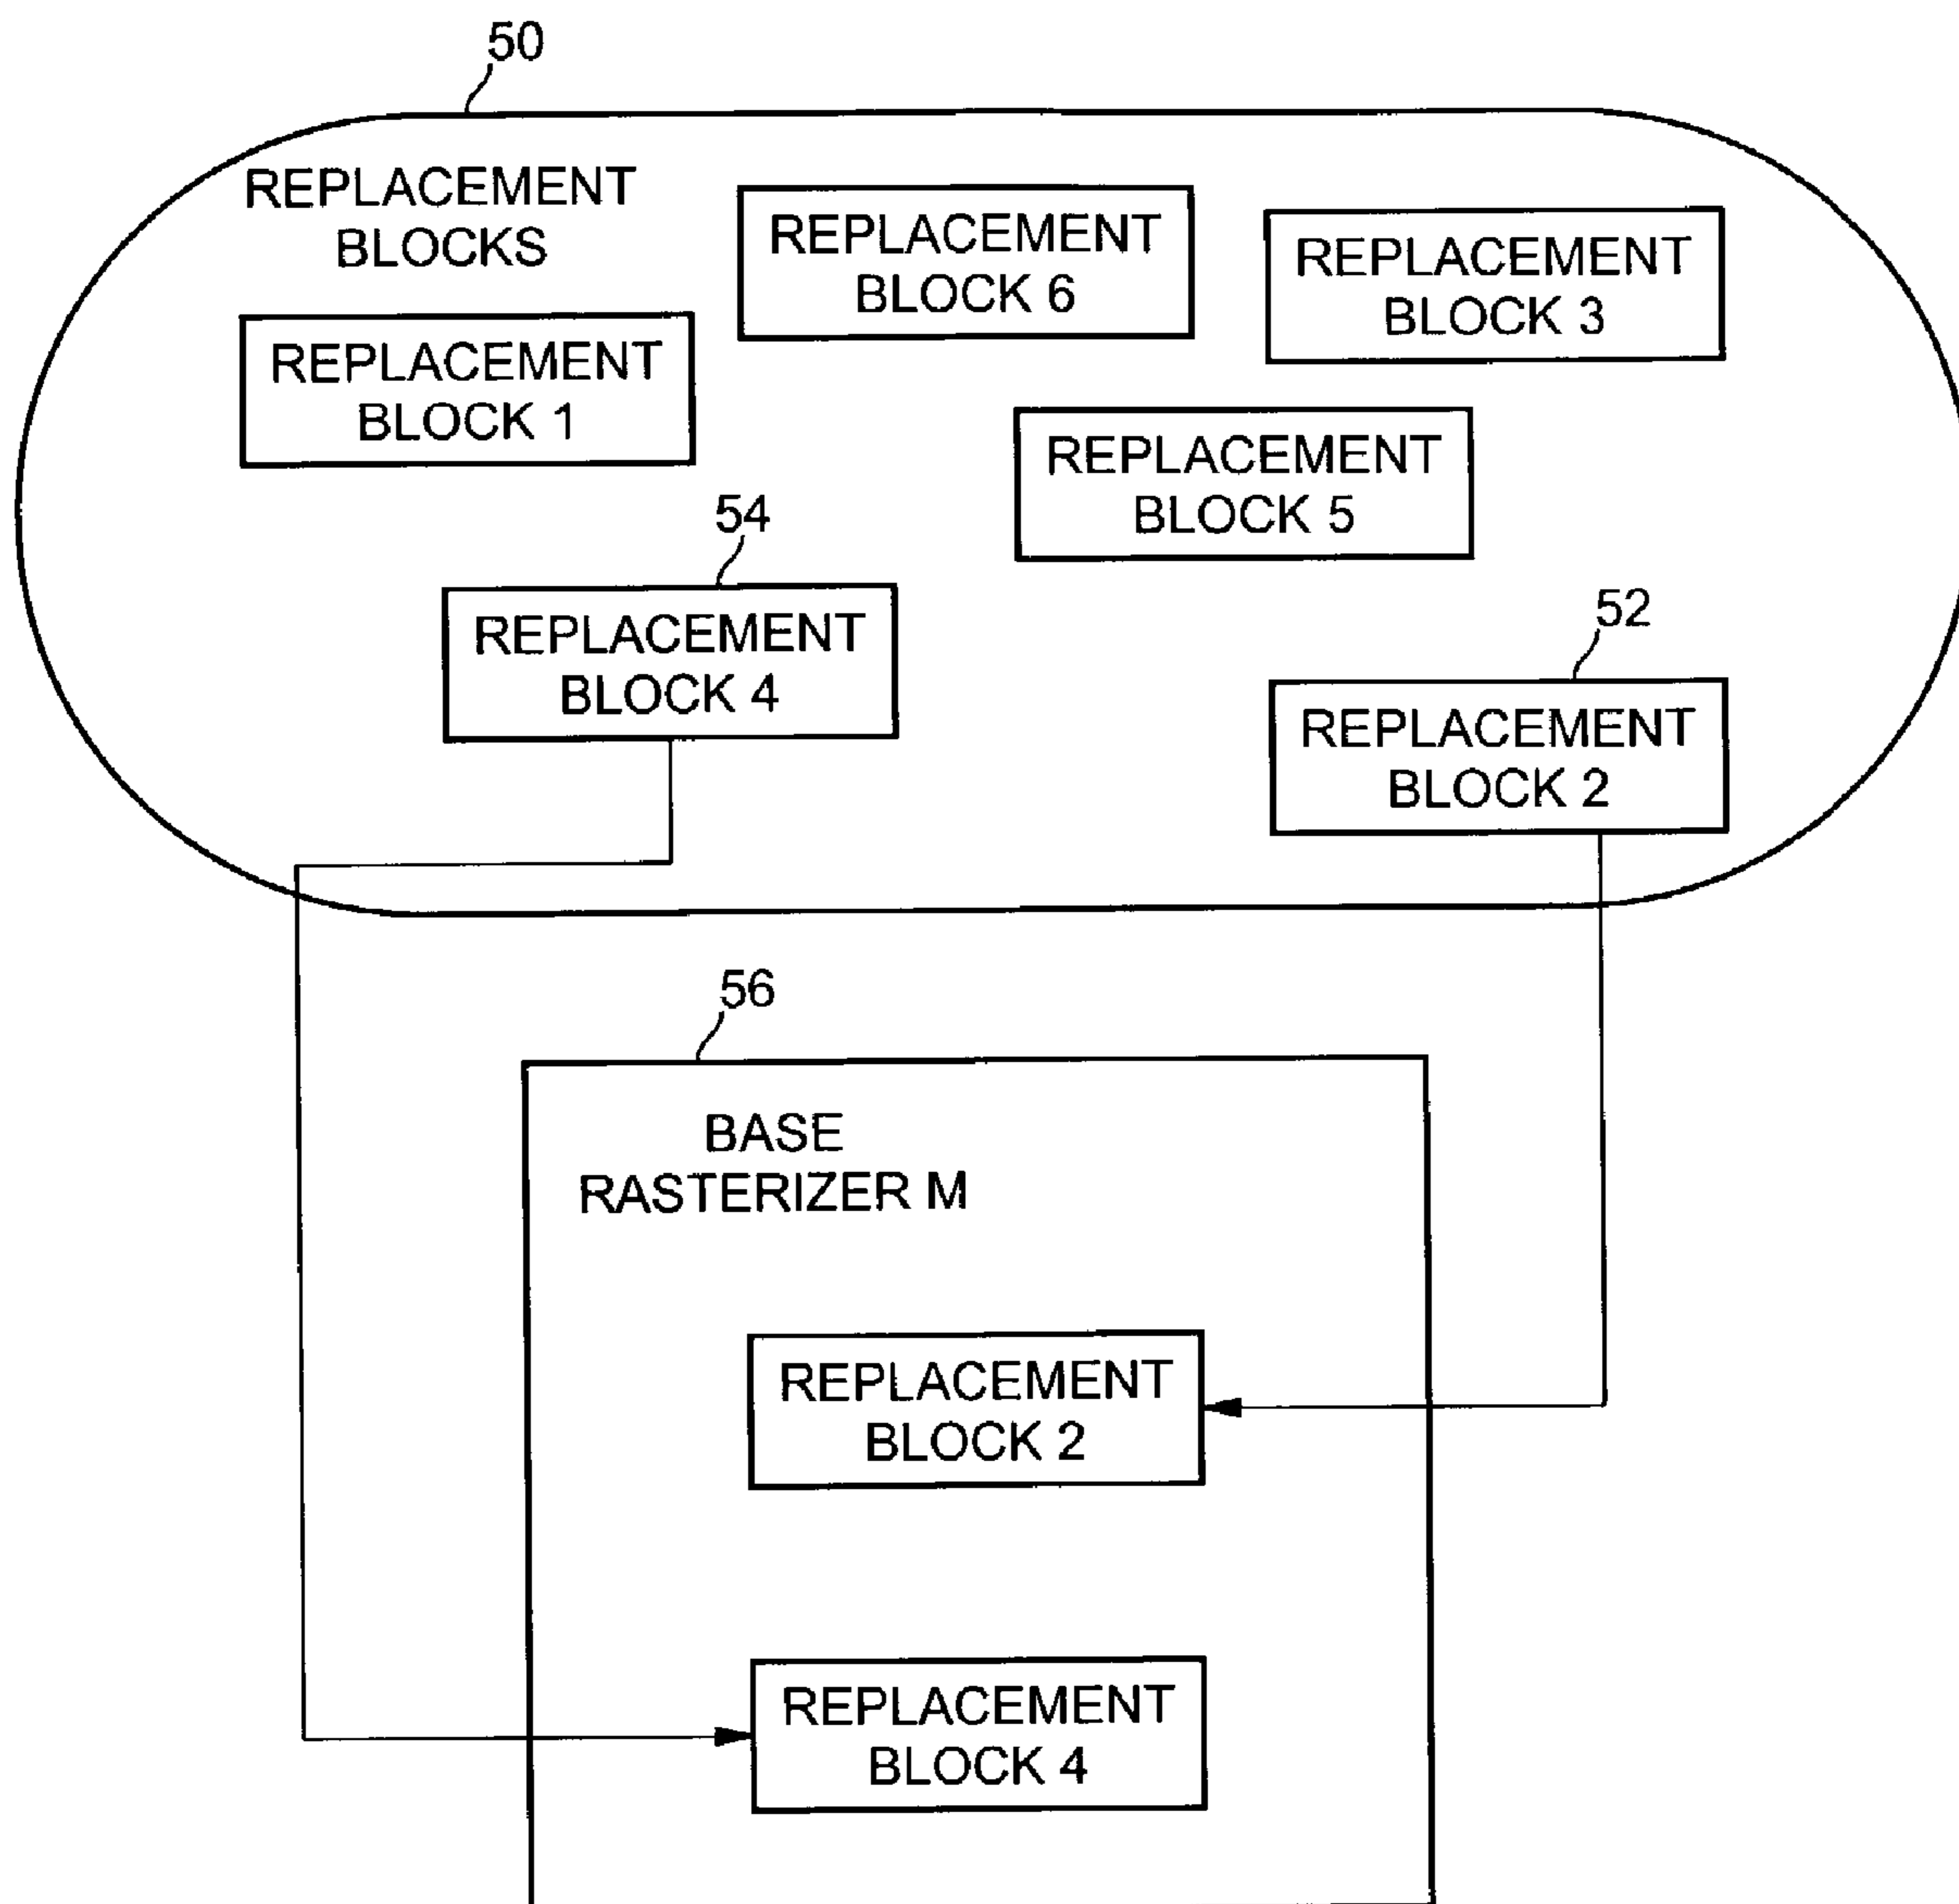 50
REPLACEMENT
BLOCKS
REPLACEMENT
BLOCK 6
REPLACEMENT
BLOCK 3
REPLACEMENT
BLOCK 1
REPLACEMENT
BLOCK 5
54
REPLACEMENT
BLOCK 4
52
REPLACEMENT
BLOCK 2
56
BASE
RASTERIZER M
REPLACEMENT
BLOCK 2
REPLACEMENT
BLOCK 4